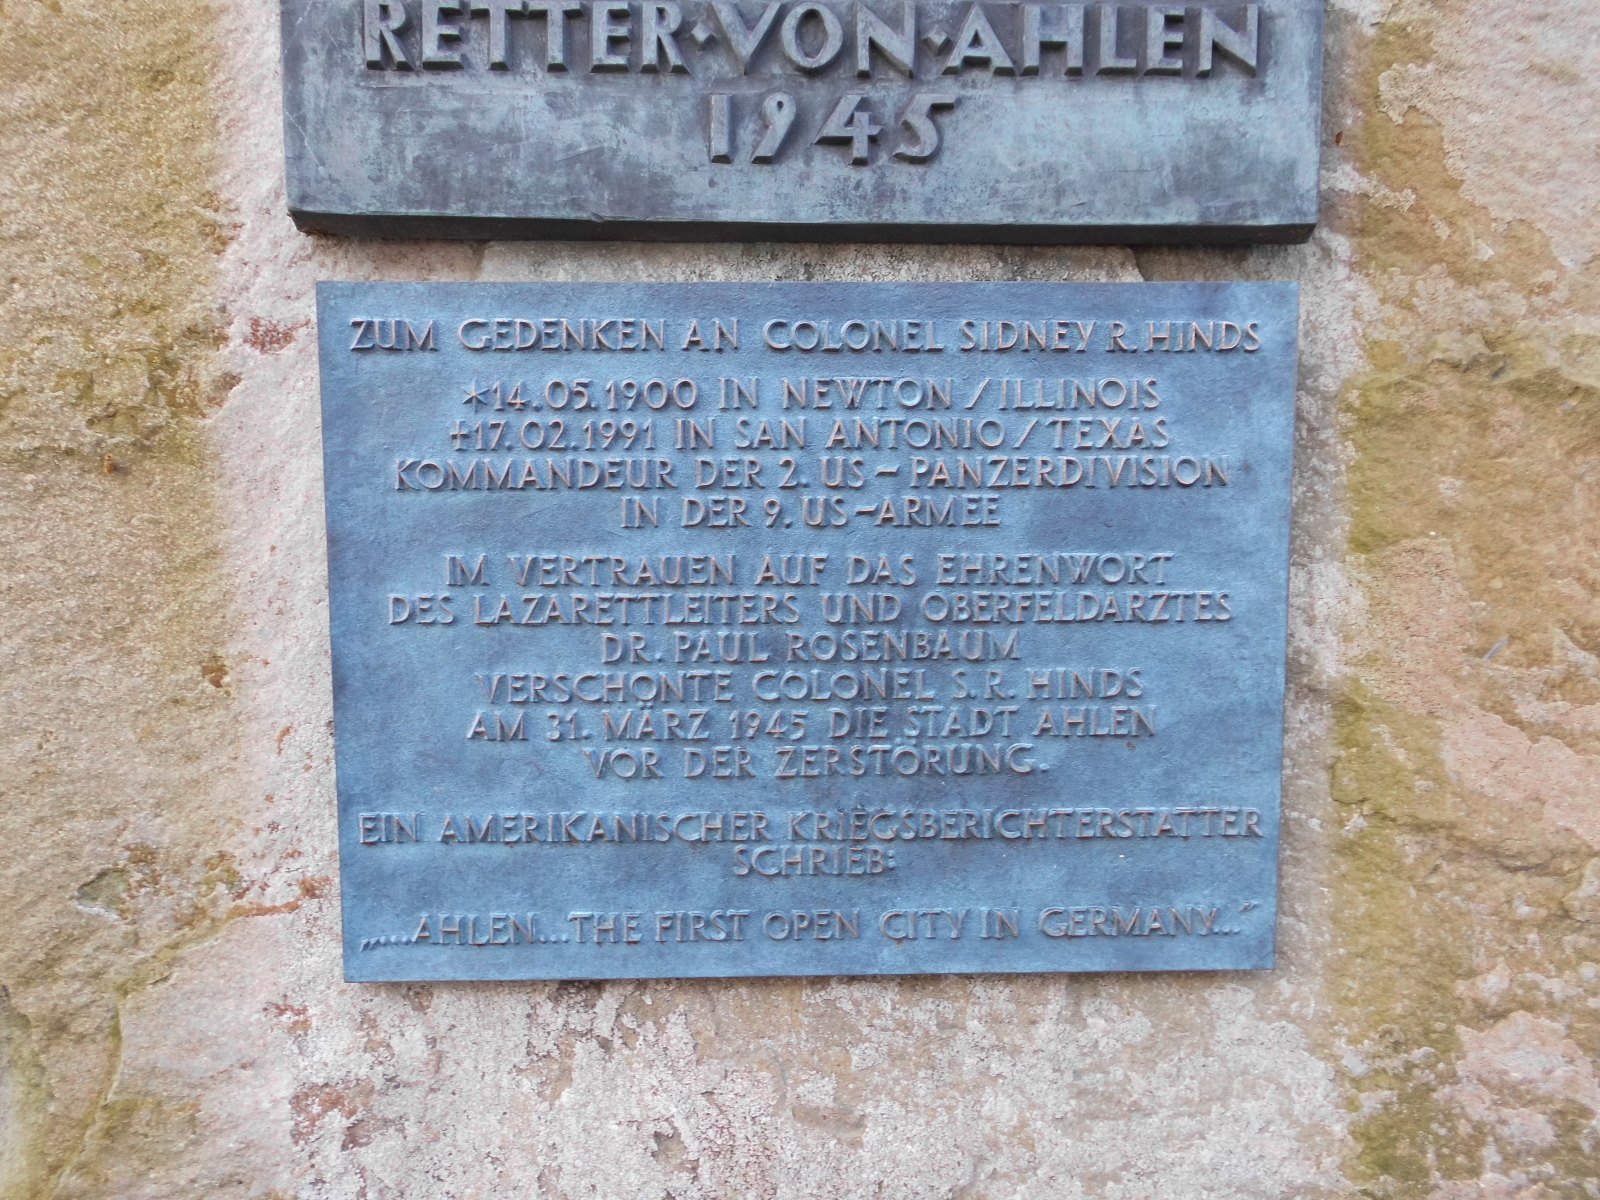 RETTER·VON·AHLEN
1945
ZUM GEDENKEN AN COLONEL SIDNEY R. HINDS
*14.05.1900 IN NEWTON/ILLINOIS
+17.02.1991 IN SAN ANTONIO/TEXAS
KOMMANDEUR DER 2. US-PANZERDIVISION
IN DER 9. US-ARMEE
IM VERTRAUEN AUF DAS EHRENWORT
DES LAZARETTLEITERS UND OBERFELDARZTES
DR. PAUL ROSENBAUM
VERSCHONTE COLONEL S. R. HINDS
AM 31. MÄRZ 1945 DIE STADT AHLEN
VOR DER ZERSTÖRUNG.
EIN AMERIKANISCHER KRIEGSBERICHTERSTATTER
SCHRIEB:
„....AHLEN...THE FIRST OPEN CITY IN GERMANY..."